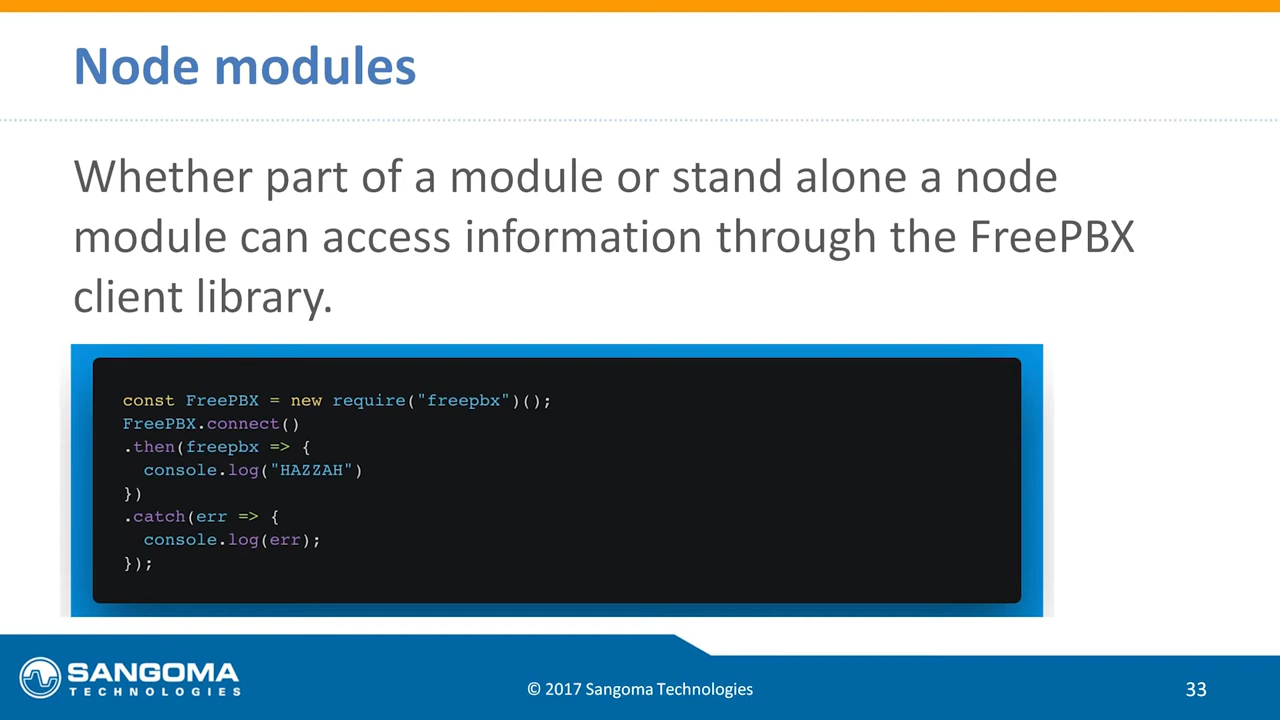 Node modules
Whether part of a module or stand alone a node
module can access information through the FreePBX
client library.
const FreePBX = new require("freepbx")();
FreePBX.connect()
.then(freepbx => {
  console.log("HAZZAH")
})
.catch(err => {
  console.log(err);
});
SANGOMA
TECHNOLOGIES
© 2017 Sangoma Technologies
33